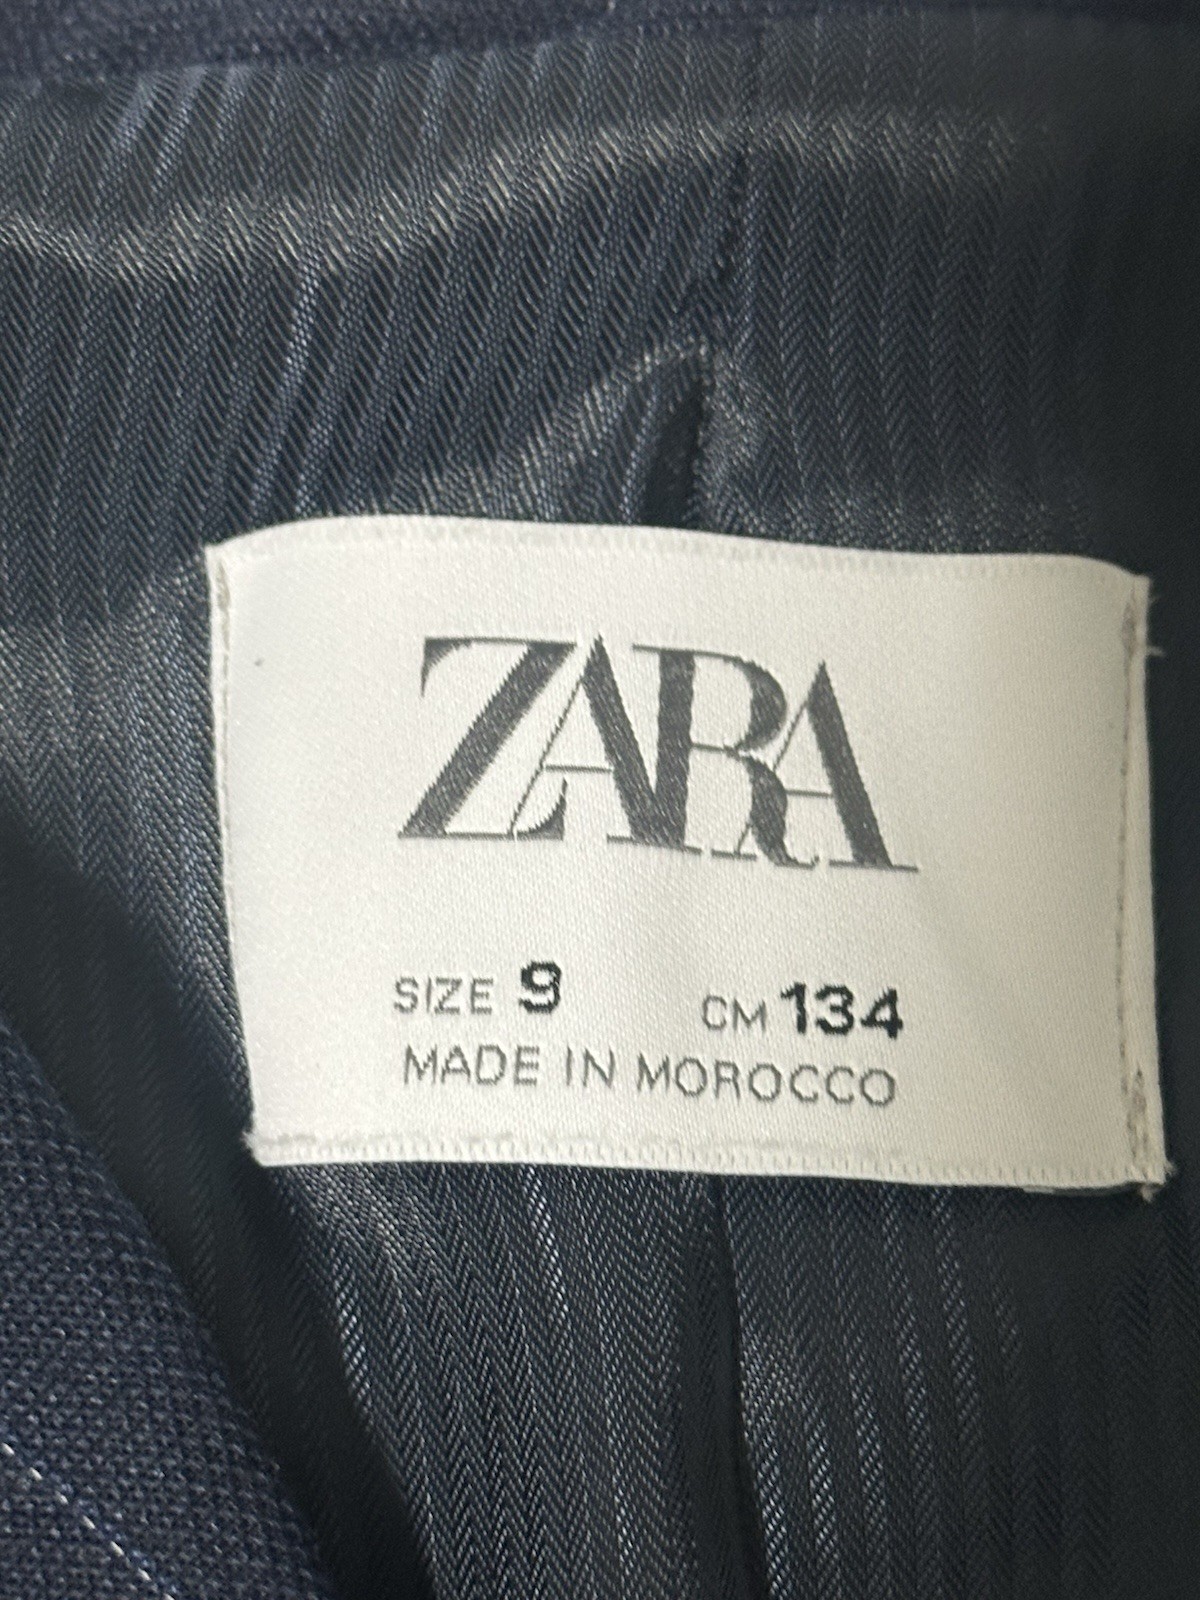 ZARA
SIZE 9 CM 134
MADE IN MOROCCO